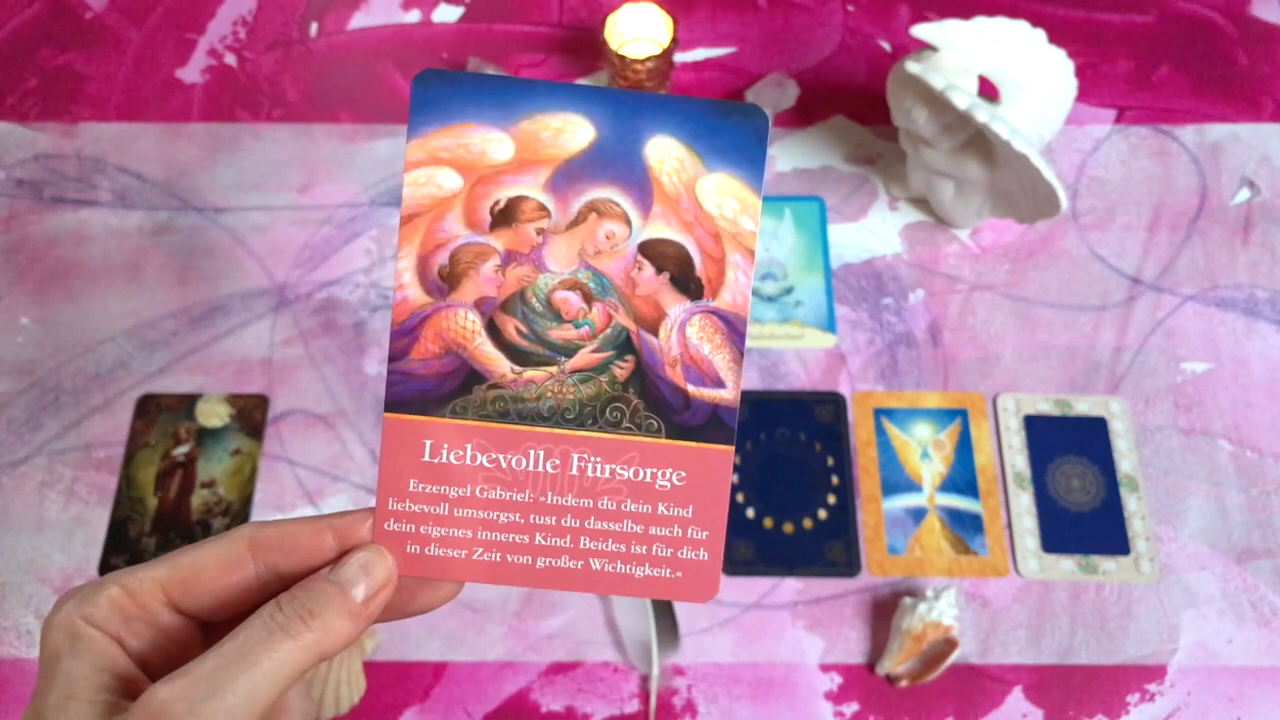 Liebevolle Fürsorge
Erzengel Gabriel: »Indem du dein Kind
liebevoll umsorgst, tust du dasselbe auch für
dein eigenes inneres Kind. Beides ist für dich
in dieser Zeit von großer Wichtigkeit.«